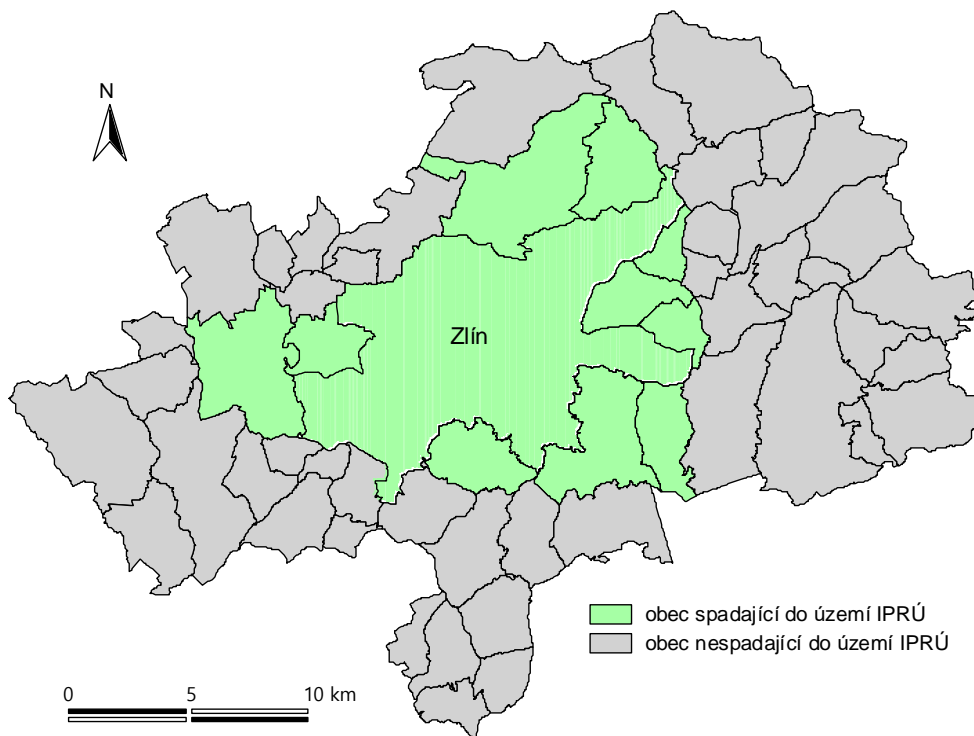 N
Zlín
obec spadající do území IPRÚ
obec nespadající do území IPRÚ
0 5 10 km